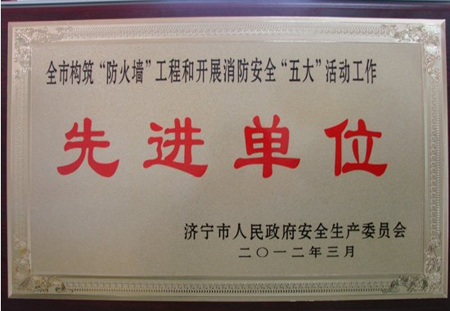 全市构筑“防火墙”工程和开展消防安全“五大”活动工作
先进单位
济宁市人民政府安全生产委员会
二〇一二年三月